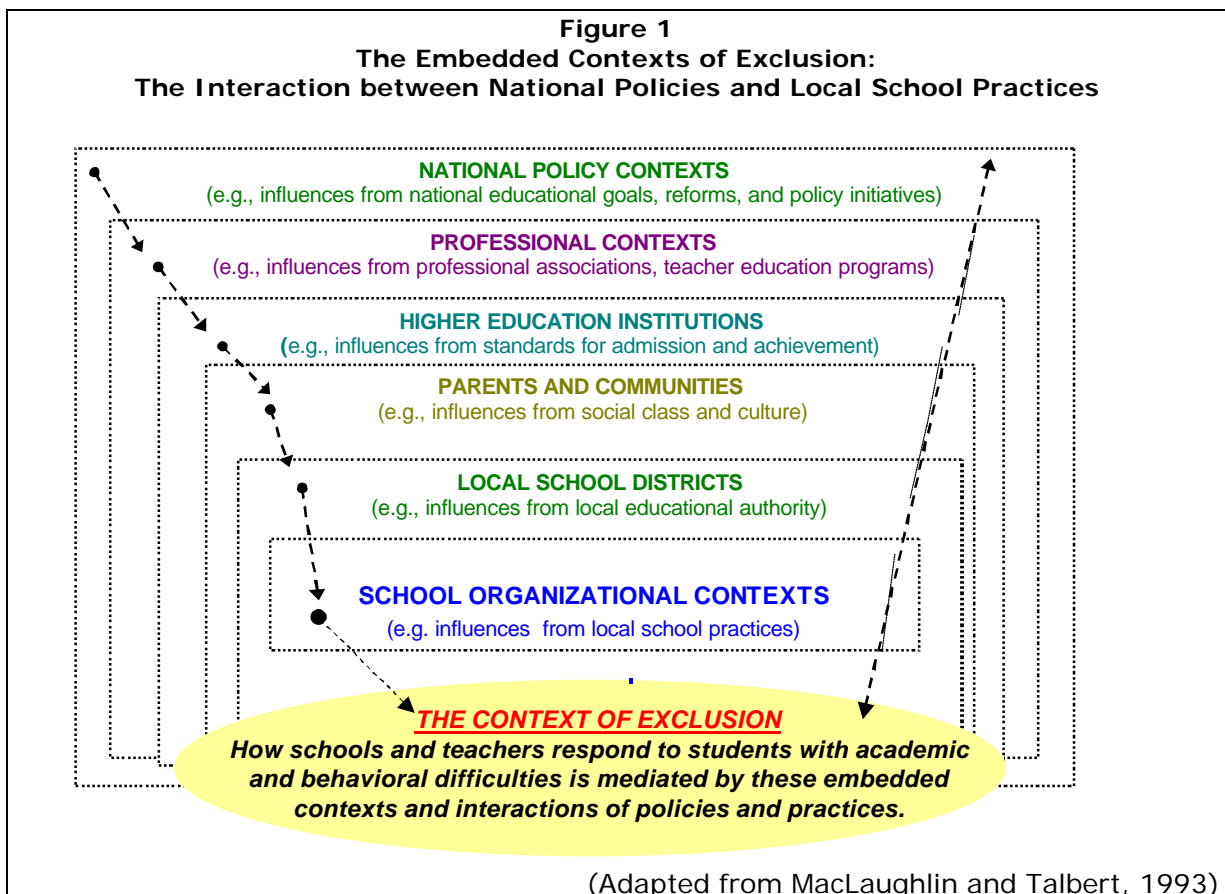 Figure 1
The Embedded Contexts of Exclusion:
The Interaction between National Policies and Local School Practices
NATIONAL POLICY CONTEXTS
(e.g., influences from national educational goals, reforms, and policy initiatives)
PROFESSIONAL CONTEXTS
(e.g., influences from professional associations, teacher education programs)
HIGHER EDUCATION INSTITUTIONS
(e.g., influences from standards for admission and achievement)
PARENTS AND COMMUNITIES
(e.g., influences from social class and culture)
LOCAL SCHOOL DISTRICTS
(e.g., influences from local educational authority)
SCHOOL ORGANIZATIONAL CONTEXTS
(e.g. influences from local school practices)
THE CONTEXT OF EXCLUSION
How schools and teachers respond to students with academic
and behavioral difficulties is mediated by these embedded
contexts and interactions of policies and practices.
(Adapted from MacLaughlin and Talbert, 1993)